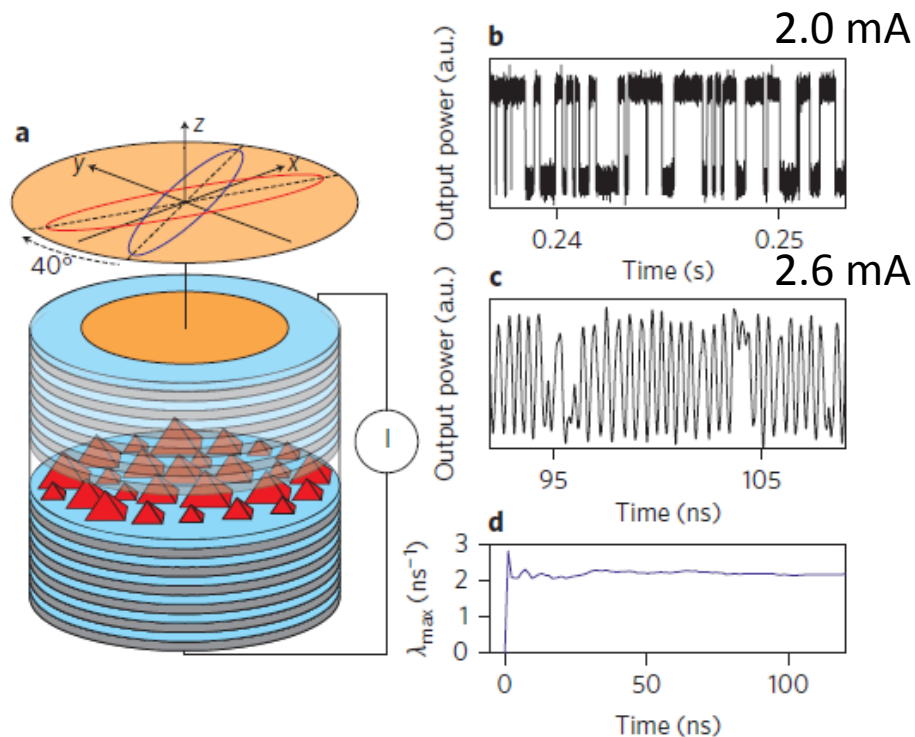 a
z
y
x
40°
I
b
2.0 mA
Output power (a.u.)
0.24
0.25
Time (s)
2.6 mA
c
Output power (a.u.)
95
105
Time (ns)
d
λmax (ns⁻¹)
3
2
1
0
0
50
100
Time (ns)